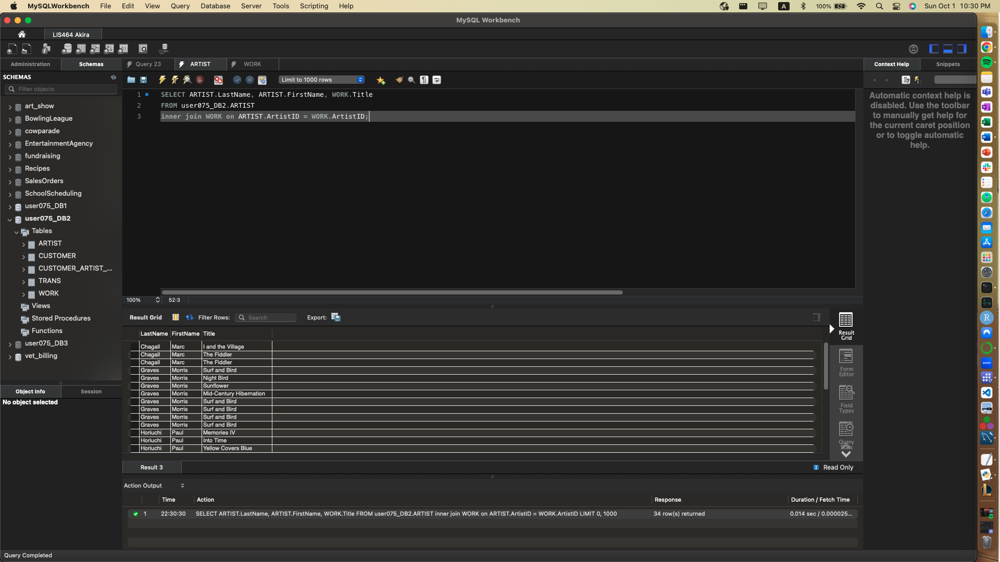 MySQLWorkbench File Edit View Query Database Server Tools Scripting Help A 100% Sun Oct 1 10:30 PM
MySQL Workbench
LIS464 Akira
Administration Schemas Query 23 ARTIST WORK Context Help Snippets
SCHEMAS
Limit to 1000 rows
Filter objects
1 SELECT ARTIST.LastName, ARTIST.FirstName, WORK.Title
2 FROM user075_DB2.ARTIST
3 inner join WORK on ARTIST.ArtistID = WORK.ArtistID;
Automatic context help is
disabled. Use the toolbar
to manually get help for
the current caret position
or to toggle automatic
help.
art_show
BowlingLeague
cowparade
EntertainmentAgency
fundraising
Recipes
SalesOrders
SchoolScheduling
user075_DB1
user075_DB2
Tables
ARTIST
CUSTOMER
CUSTOMER_ARTIST_...
TRANS
WORK
Views
Stored Procedures
Functions
user075_DB3
vet_billing
Object Info Session
No object selected
100% 52:3
Result Grid Filter Rows: Search Export:
LastName FirstName Title
Chagall Marc I and the Village
Chagall Marc The Fiddler
Chagall Marc The Fiddler
Graves Morris Surf and Bird
Graves Morris Night Bird
Graves Morris Sunflower
Graves Morris Mid-Century Hibernation
Graves Morris Surf and Bird
Graves Morris Surf and Bird
Graves Morris Surf and Bird
Graves Morris Surf and Bird
Horiuchi Paul Memories IV
Horiuchi Paul Into Time
Horiuchi Paul Yellow Covers Blue
Result
Grid
Form
Editor
Field
Types
Query
Stats
Result 3 Read Only
Action Output
Time Action Response Duration / Fetch Time
1 22:30:30 SELECT ARTIST.LastName, ARTIST.FirstName, WORK.Title FROM user075_DB2.ARTIST inner join WORK on ARTIST.ArtistID = WORK.ArtistID LIMIT 0, 1000 34 row(s) returned 0.014 sec / 0.000025...
Query Completed
zoom